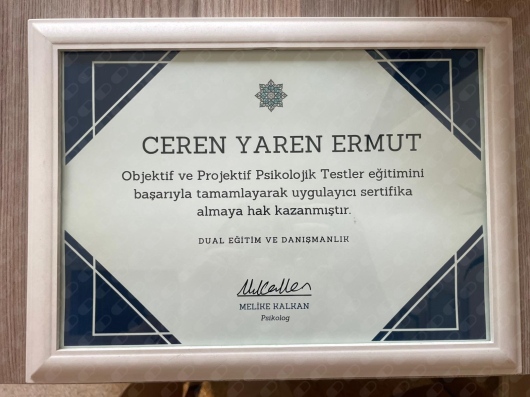 CEREN YAREN ERMUT
Objektif ve Projektif Psikolojik Testler eğitimini
başarıyla tamamlayarak uygulayıcı sertifika
almaya hak kazanmıştır.
DUAL EĞİTİM VE DANIŞMANLIK
MELİKE KALKAN
Psikolog